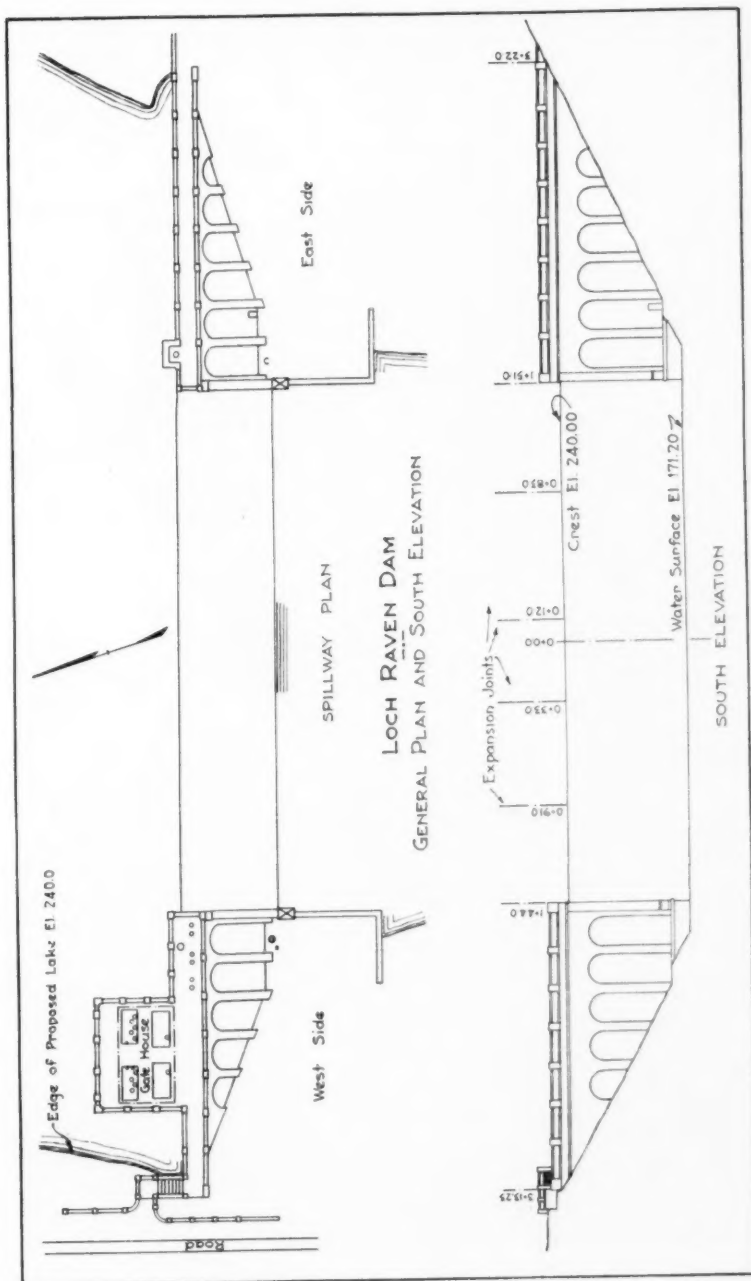 Edge of Proposed Lake El. 240.0
Gate House
Road
West Side
East Side
SPILLWAY PLAN
LOCH RAVEN DAM
GENERAL PLAN AND SOUTH ELEVATION
Expansion Joints
3+13.25
1+44.0
0+91.0
0+33.0
0+00
0+12.0
0+83.0
1+51.0
3+22.0
Crest El. 240.00
Water Surface El. 171.20
SOUTH ELEVATION